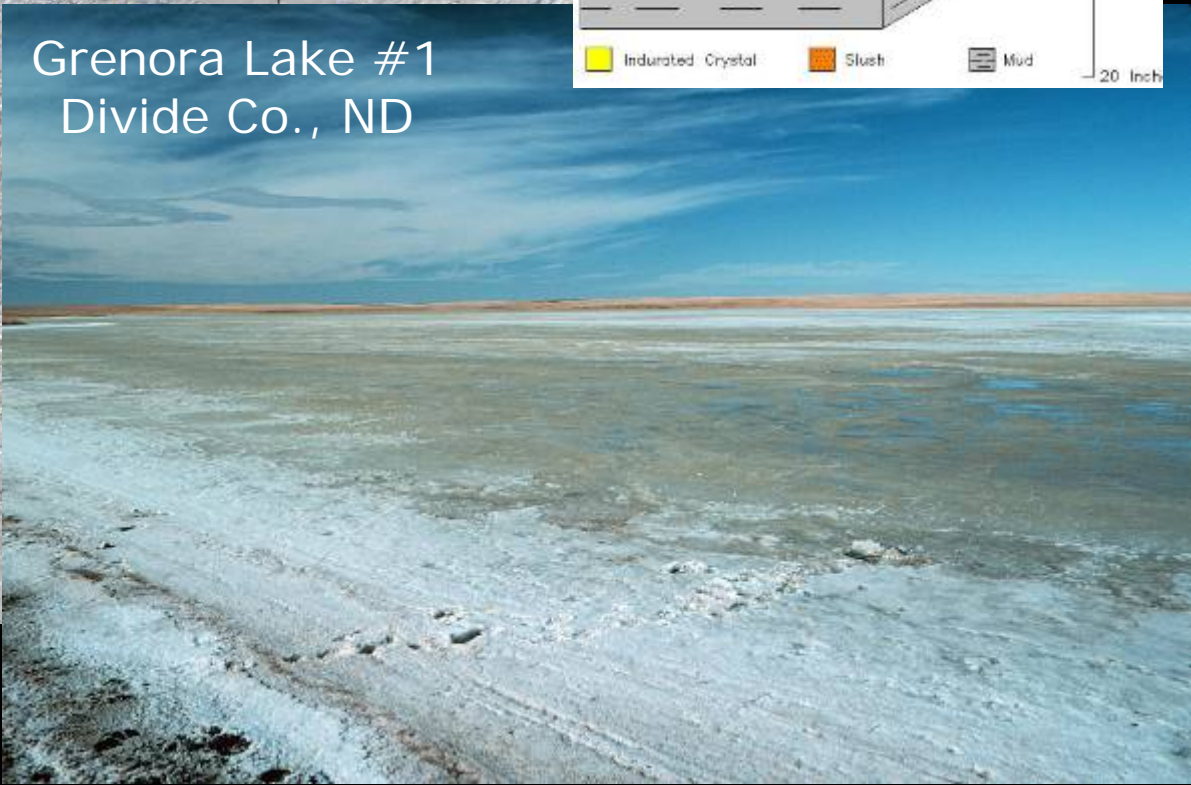 Grenora Lake #1
Divide Co., ND
Indurated Crystal
Slush
Mud
20 Inch